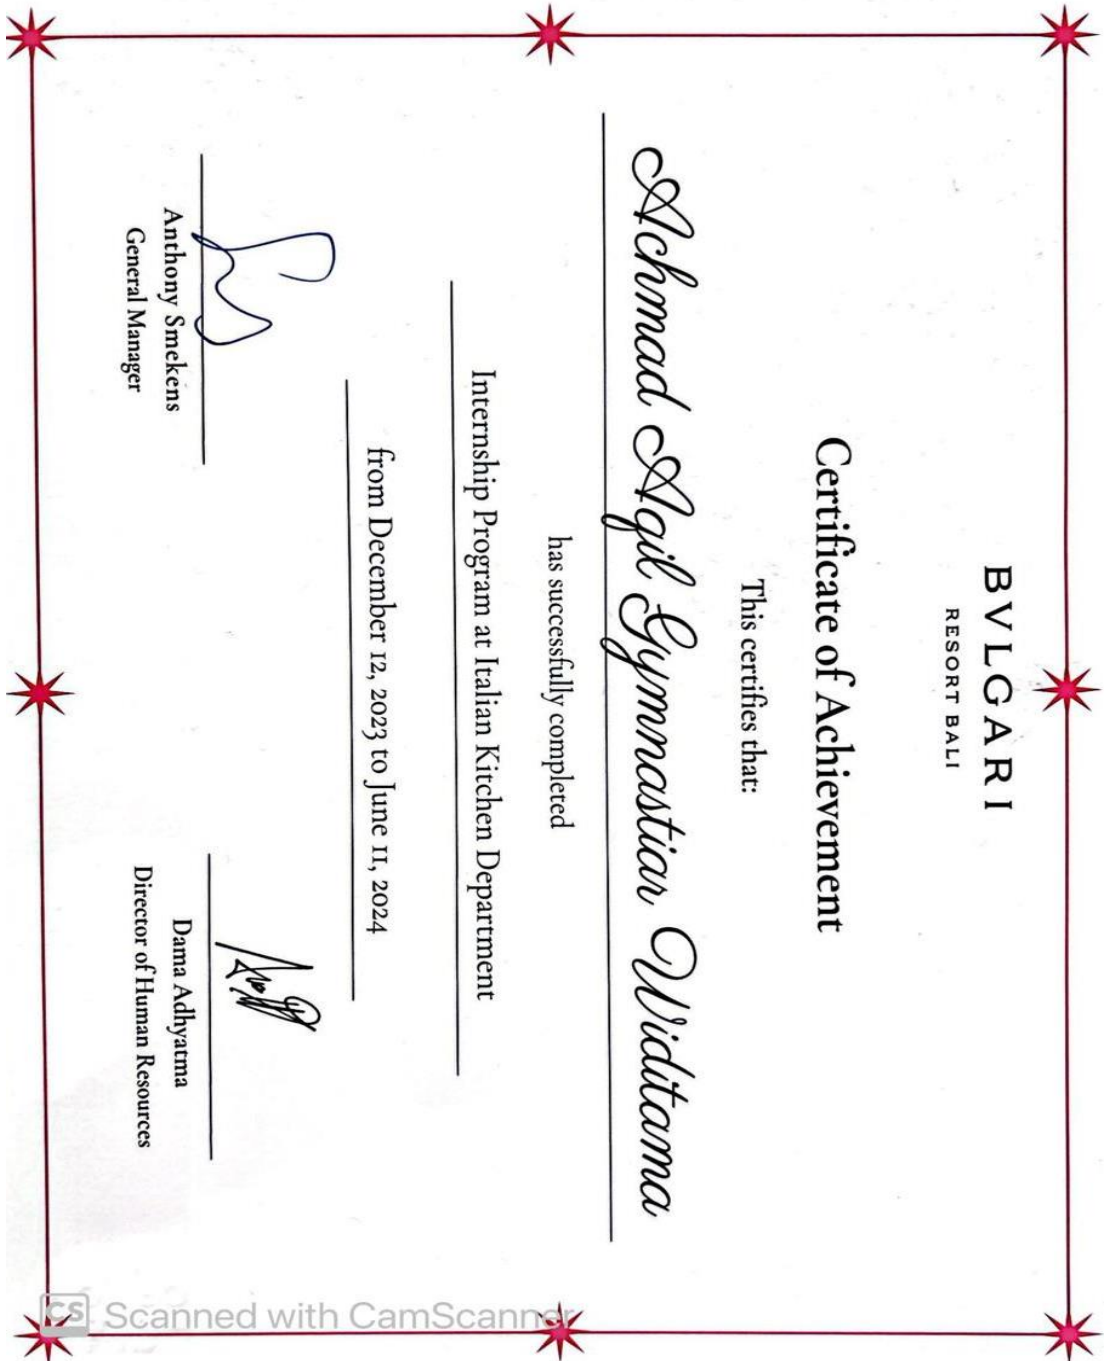 BVLGARI
RESORT BALI
Certificate of Achievement
This certifies that:
Achmad Aqil Gymnastiar Widitama
has successfully completed
Internship Program at Italian Kitchen Department
from December 12, 2023 to June 11, 2024
Anthony Smekens
General Manager
Dama Adhyatma
Director of Human Resources
CS Scanned with CamScanner